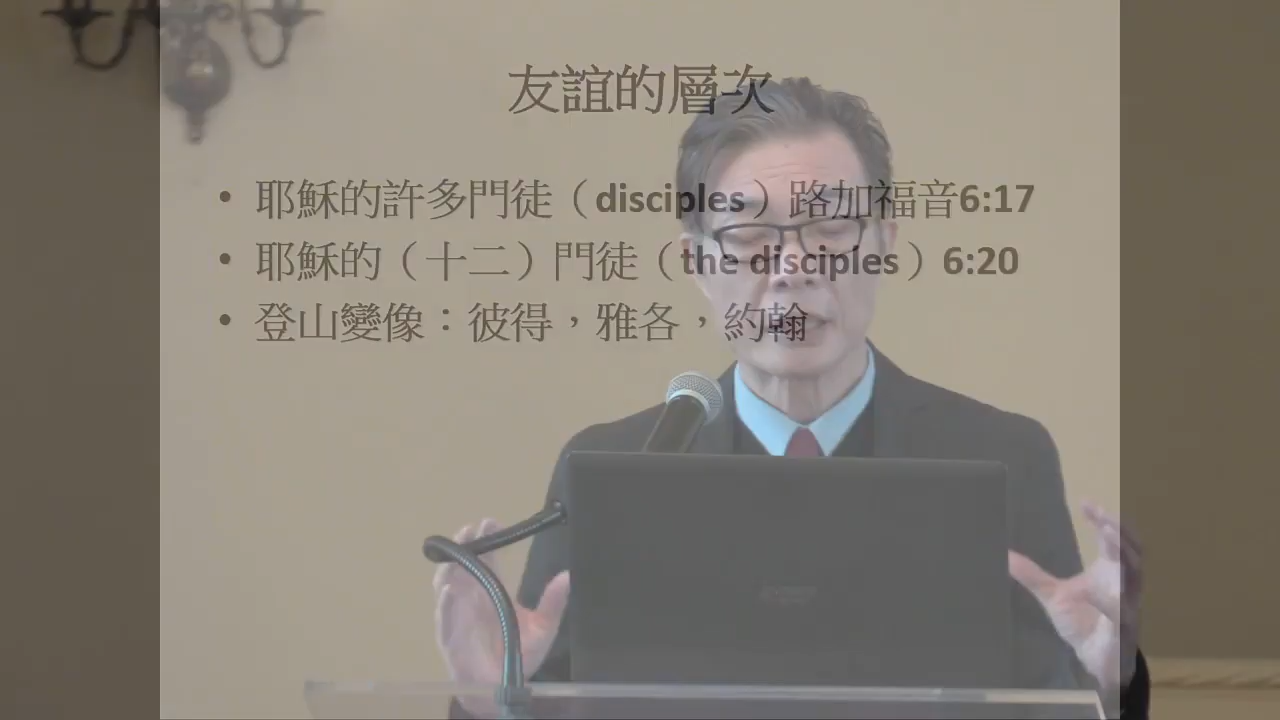 友誼的層次
• 耶穌的許多門徒（disciples）路加福音6:17
• 耶穌的（十二）門徒（the disciples）6:20
• 登山變像：彼得，雅各，約翰